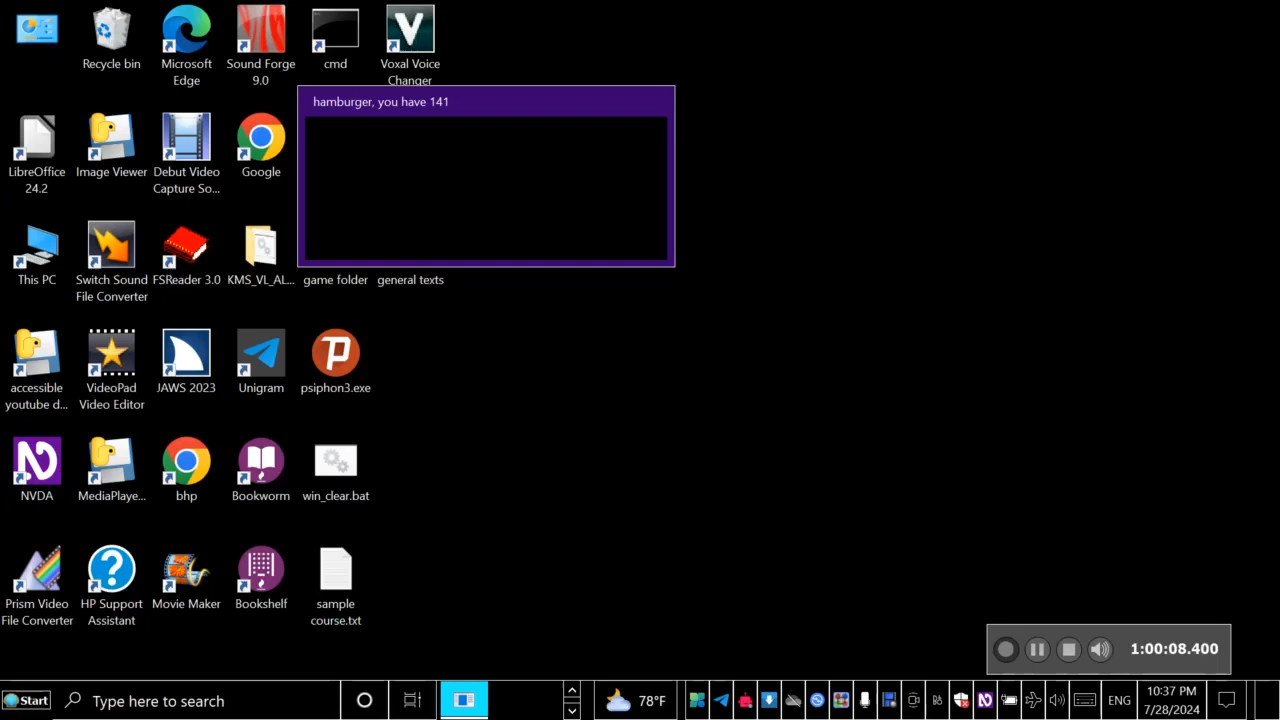 Recycle bin
Microsoft
Edge
Sound Forge
9.0
cmd
Voxal Voice
Changer
hamburger, you have 141
LibreOffice
24.2
Image Viewer
Debut Video
Capture So...
Google
This PC
Switch Sound
File Converter
FSReader 3.0
KMS_VL_AL...
game folder
general texts
accessible
youtube d...
VideoPad
Video Editor
JAWS 2023
Unigram
psiphon3.exe
NVDA
MediaPlaye...
bhp
Bookworm
win_clear.bat
Prism Video
File Converter
HP Support
Assistant
Movie Maker
Bookshelf
sample
course.txt
1:00:08.400
Start
Type here to search
78°F
ENG
10:37 PM
7/28/2024